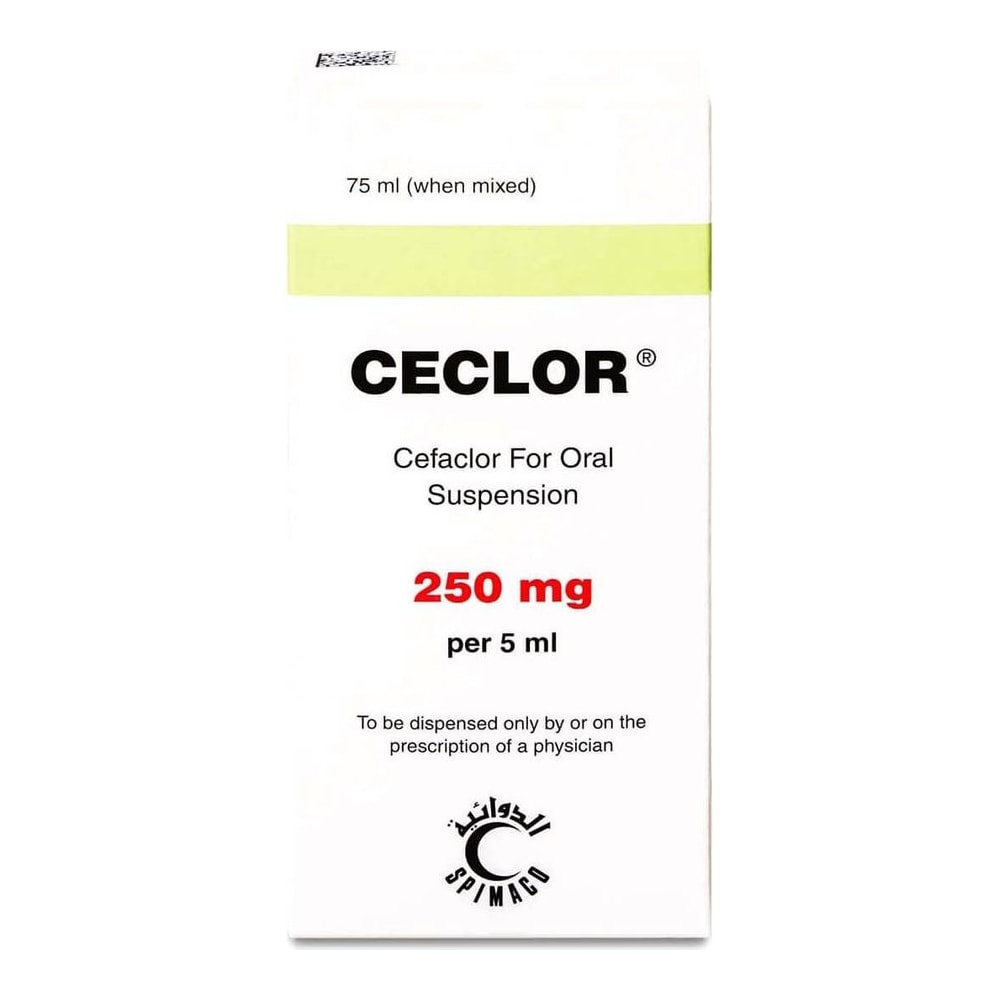 75 ml (when mixed)
CECLOR®
Cefaclor For Oral
Suspension
250 mg
per 5 ml
To be dispensed only by or on the
prescription of a physician
الدوائية
SPIMACO